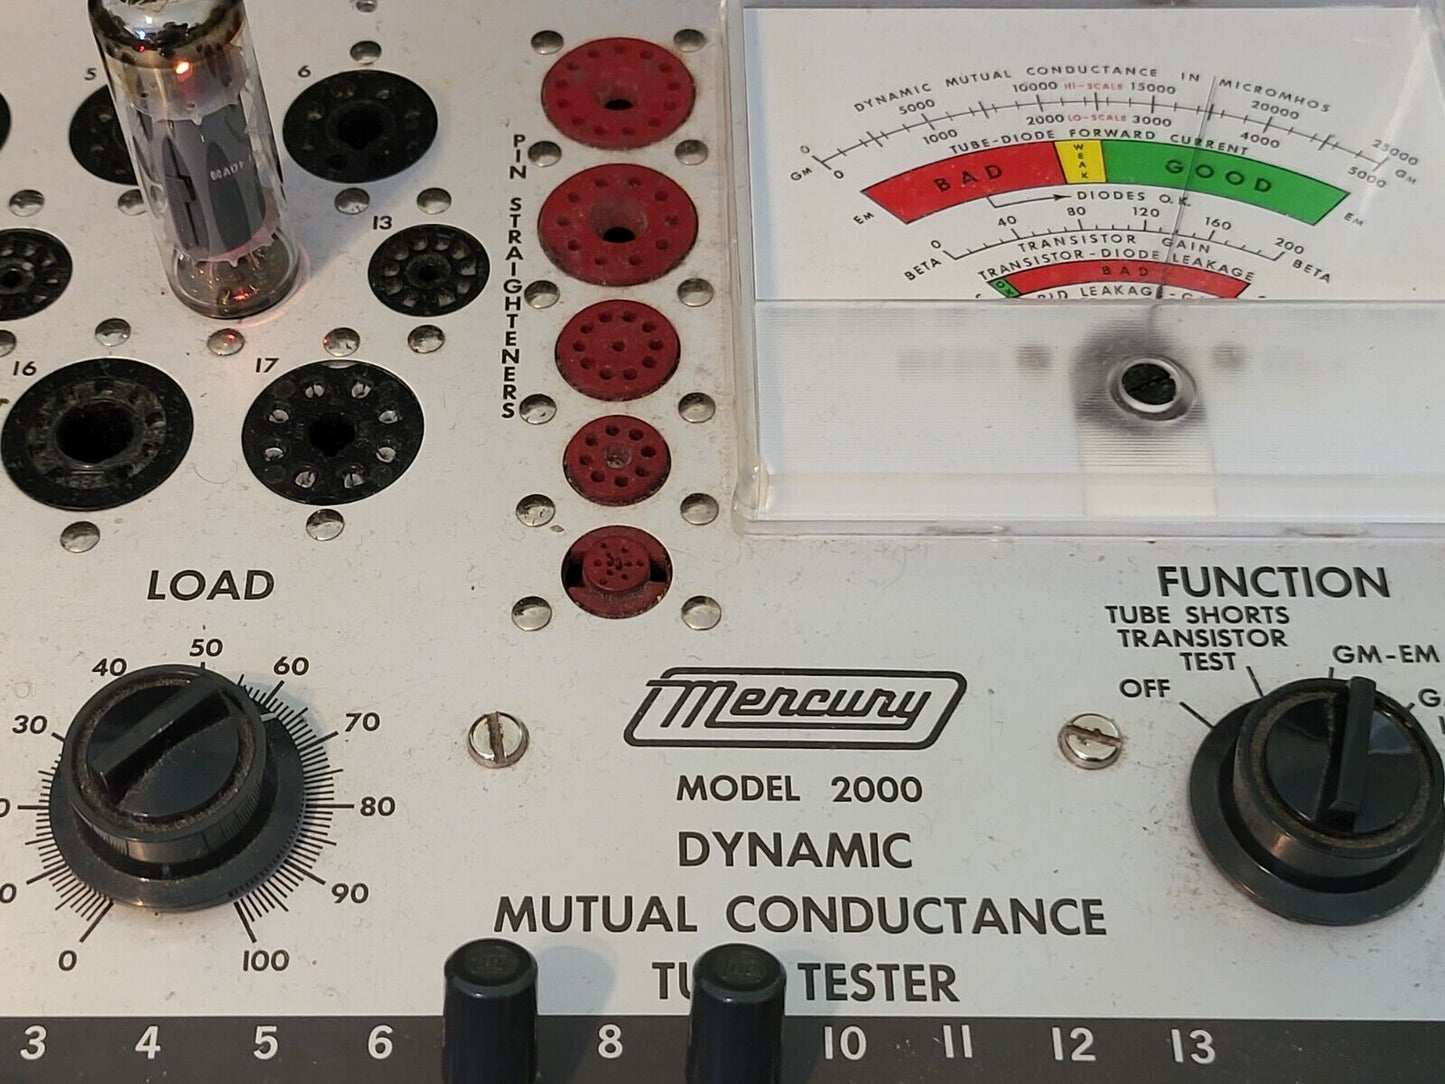 5
6
13
16
17
PIN STRAIGHTENERS
DYNAMIC MUTUAL CONDUCTANCE IN MICROMHOS
5000 10000 HI-SCALE 15000 20000 25000
GM 0 GM
0 1000 2000 LO-SCALE 3000 4000 5000
TUBE-DIODE FORWARD CURRENT
BAD WEAK GOOD
EM EM
DIODES O.K.
BETA 0 40 80 120 160 200 BETA
TRANSISTOR GAIN
TRANSISTOR-DIODE LEAKAGE
BAD
LEAKAGE
LOAD
0 30 40 50 60 70 80 90 100
FUNCTION
TUBE SHORTS
TRANSISTOR
TEST
OFF
GM-EM
Mercury
MODEL 2000
DYNAMIC
MUTUAL CONDUCTANCE
TESTER
3 4 5 6 8 10 11 12 13